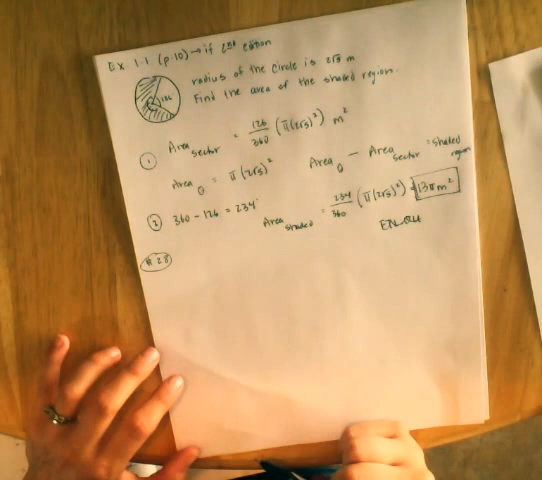 Ex. 1-1 (p.10) → if 2nd edition
radius of the circle is 2√5 m
Find the area of the shaded region.
126
① Area sector = 126/360 (π(2√5)²) m²
Area ○ = π(2√5)²
Area ○ - Area sector = shaded region
② 360 - 126 = 234°
Area shaded = 234/360 (π(2√5)²) = 13π m²
# 28